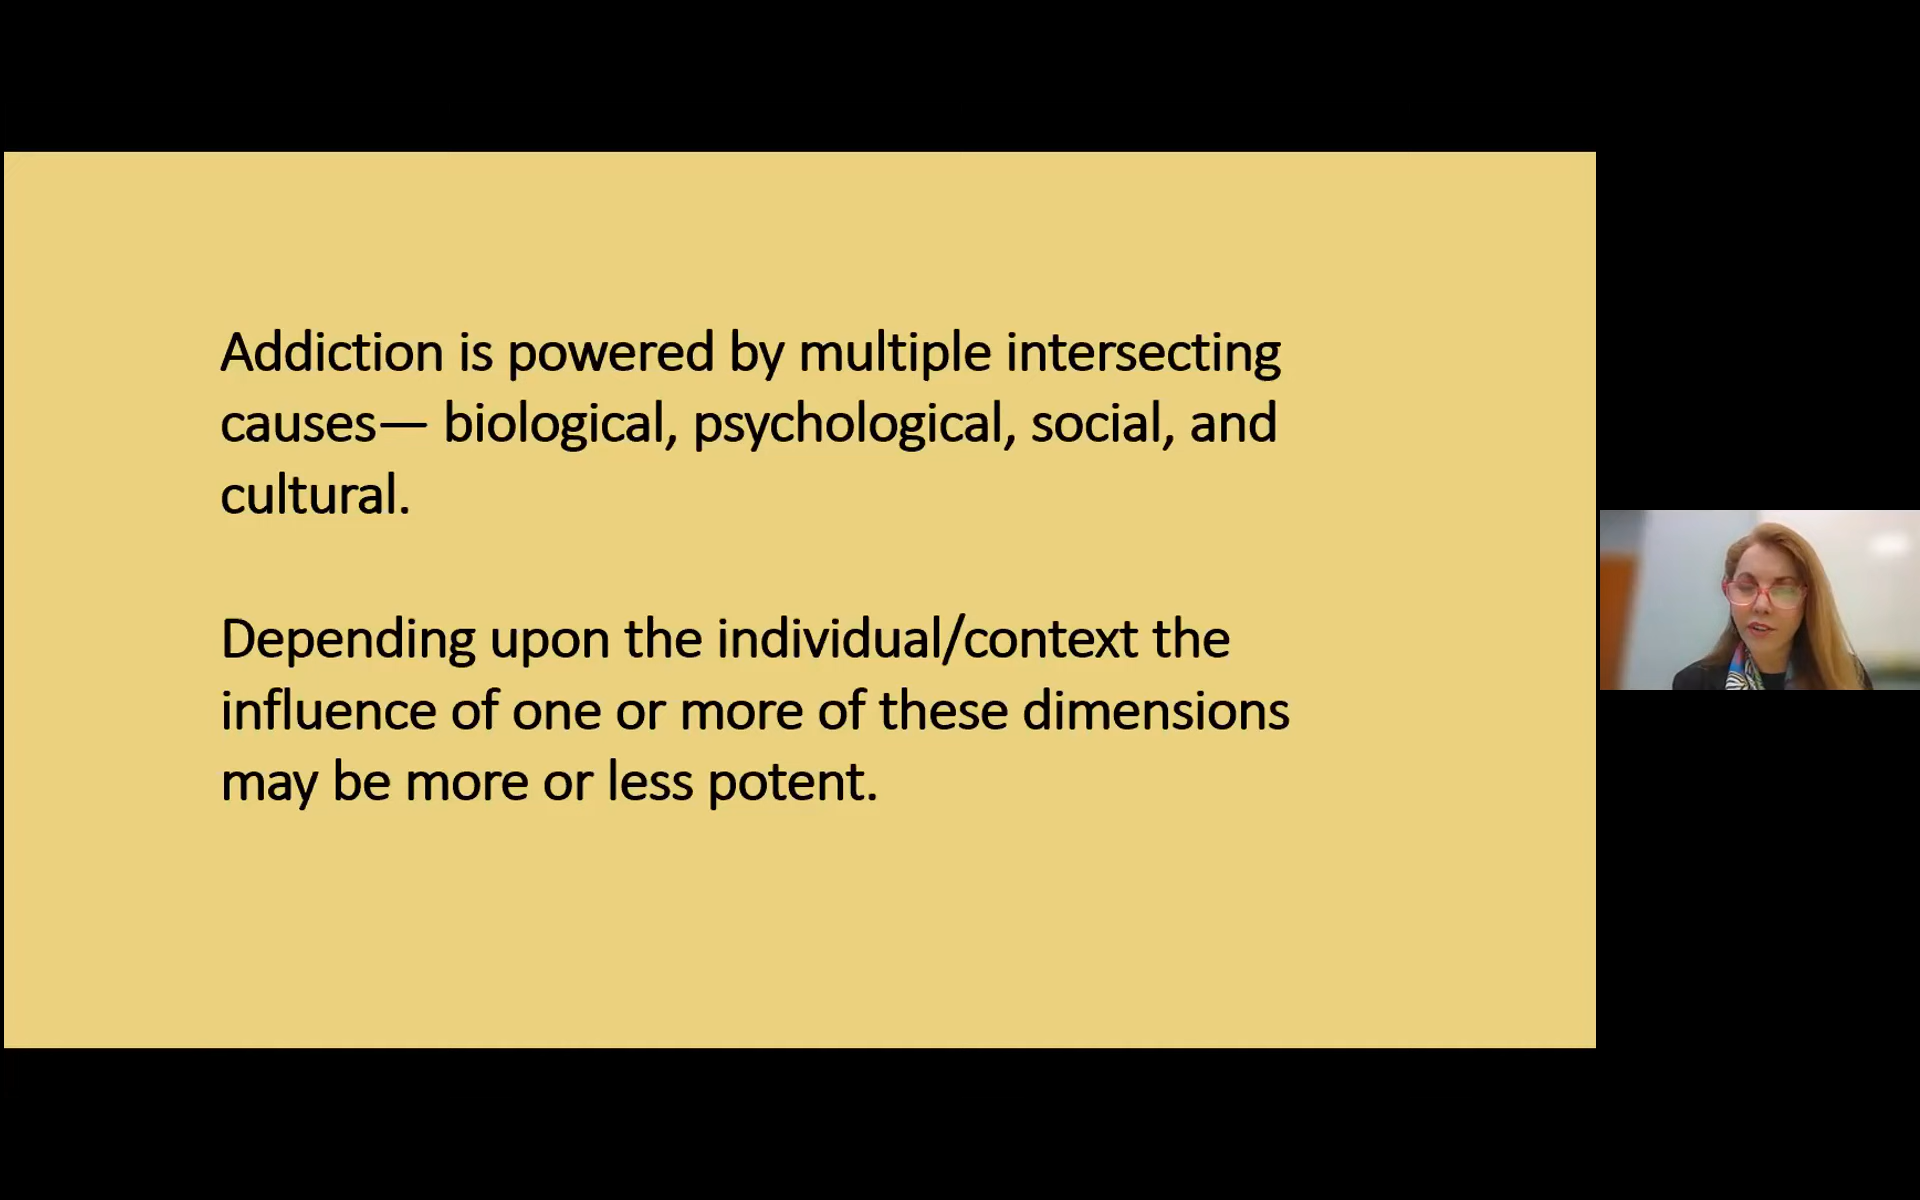 Addiction is powered by multiple intersecting
causes— biological, psychological, social, and
cultural.
Depending upon the individual/context the
influence of one or more of these dimensions
may be more or less potent.